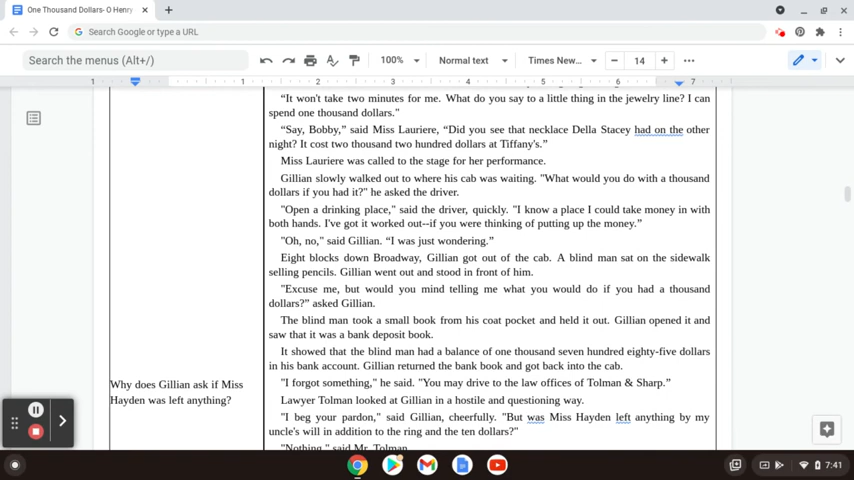 One Thousand Dollars- O Henry
Search Google or type a URL
Search the menus (Alt+/)
100%
Normal text
Times New...
14
1 1 2 3 4 5 6 7
“It won't take two minutes for me. What do you say to a little thing in the jewelry line? I can
spend one thousand dollars."
“Say, Bobby,” said Miss Lauriere, “Did you see that necklace Della Stacey had on the other
night? It cost two thousand two hundred dollars at Tiffany's.”
Miss Lauriere was called to the stage for her performance.
Gillian slowly walked out to where his cab was waiting. "What would you do with a thousand
dollars if you had it?" he asked the driver.
"Open a drinking place," said the driver, quickly. "I know a place I could take money in with
both hands. I've got it worked out--if you were thinking of putting up the money.”
"Oh, no," said Gillian. “I was just wondering.”
Eight blocks down Broadway, Gillian got out of the cab. A blind man sat on the sidewalk
selling pencils. Gillian went out and stood in front of him.
"Excuse me, but would you mind telling me what you would do if you had a thousand
dollars?” asked Gillian.
The blind man took a small book from his coat pocket and held it out. Gillian opened it and
saw that it was a bank deposit book.
It showed that the blind man had a balance of one thousand seven hundred eighty-five dollars
in his bank account. Gillian returned the bank book and got back into the cab.
Why does Gillian ask if Miss
Hayden was left anything?
"I forgot something," he said. "You may drive to the law offices of Tolman & Sharp.”
Lawyer Tolman looked at Gillian in a hostile and questioning way.
"I beg your pardon," said Gillian, cheerfully. "But was Miss Hayden left anything by my
uncle's will in addition to the ring and the ten dollars?"
"Nothing," said Mr. Tolman.
7:41